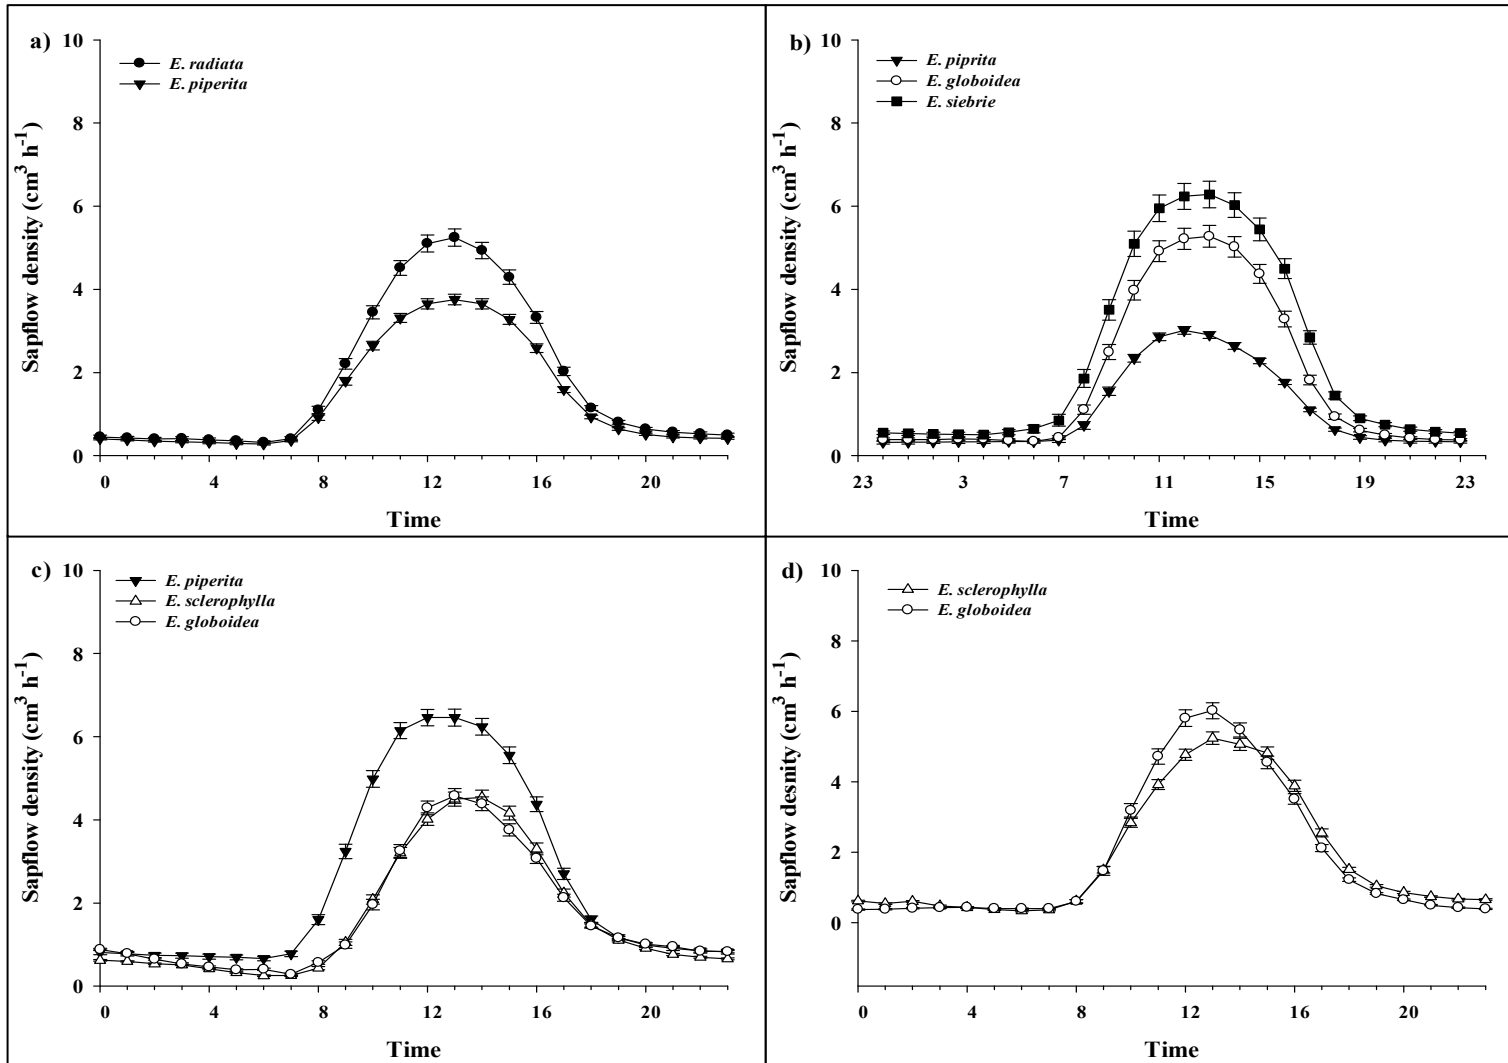 a)
E. radiata
E. piperita
10
8
6
4
2
0
Sapflow density (cm³ h⁻¹)
0 4 8 12 16 20
Time
b)
E. piprita
E. globoidea
E. siebrie
10
8
6
4
2
0
Sapflow density (cm³ h⁻¹)
23 3 7 11 15 19 23
Time
c)
E. piperita
E. sclerophylla
E. globoidea
10
8
6
4
2
0
Sapflow density (cm³ h⁻¹)
0 4 8 12 16 20
Time
d)
E. sclerophylla
E. globoidea
10
8
6
4
2
0
Sapflow desnity (cm³ h⁻¹)
0 4 8 12 16 20
Time